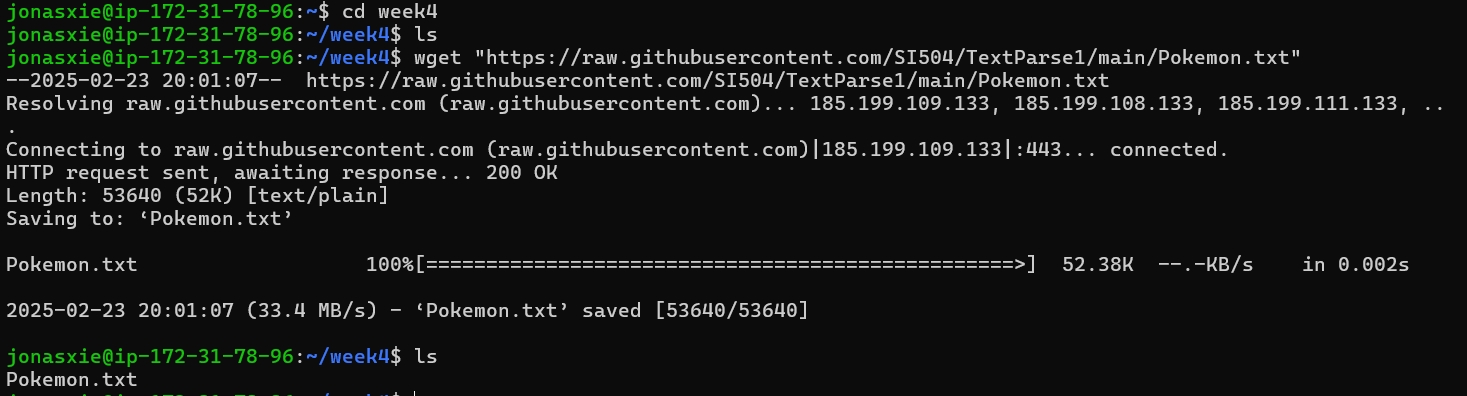 jonasxie@ip-172-31-78-96:~$ cd week4
jonasxie@ip-172-31-78-96:~/week4$ ls
jonasxie@ip-172-31-78-96:~/week4$ wget "https://raw.githubusercontent.com/SI504/TextParse1/main/Pokemon.txt"
--2025-02-23 20:01:07--  https://raw.githubusercontent.com/SI504/TextParse1/main/Pokemon.txt
Resolving raw.githubusercontent.com (raw.githubusercontent.com)... 185.199.109.133, 185.199.108.133, 185.199.111.133, ..
.
Connecting to raw.githubusercontent.com (raw.githubusercontent.com)|185.199.109.133|:443... connected.
HTTP request sent, awaiting response... 200 OK
Length: 53640 (52K) [text/plain]
Saving to: ‘Pokemon.txt’
Pokemon.txt                   100%[=================================================>]  52.38K  --.-KB/s    in 0.002s
2025-02-23 20:01:07 (33.4 MB/s) - ‘Pokemon.txt’ saved [53640/53640]
jonasxie@ip-172-31-78-96:~/week4$ ls
Pokemon.txt